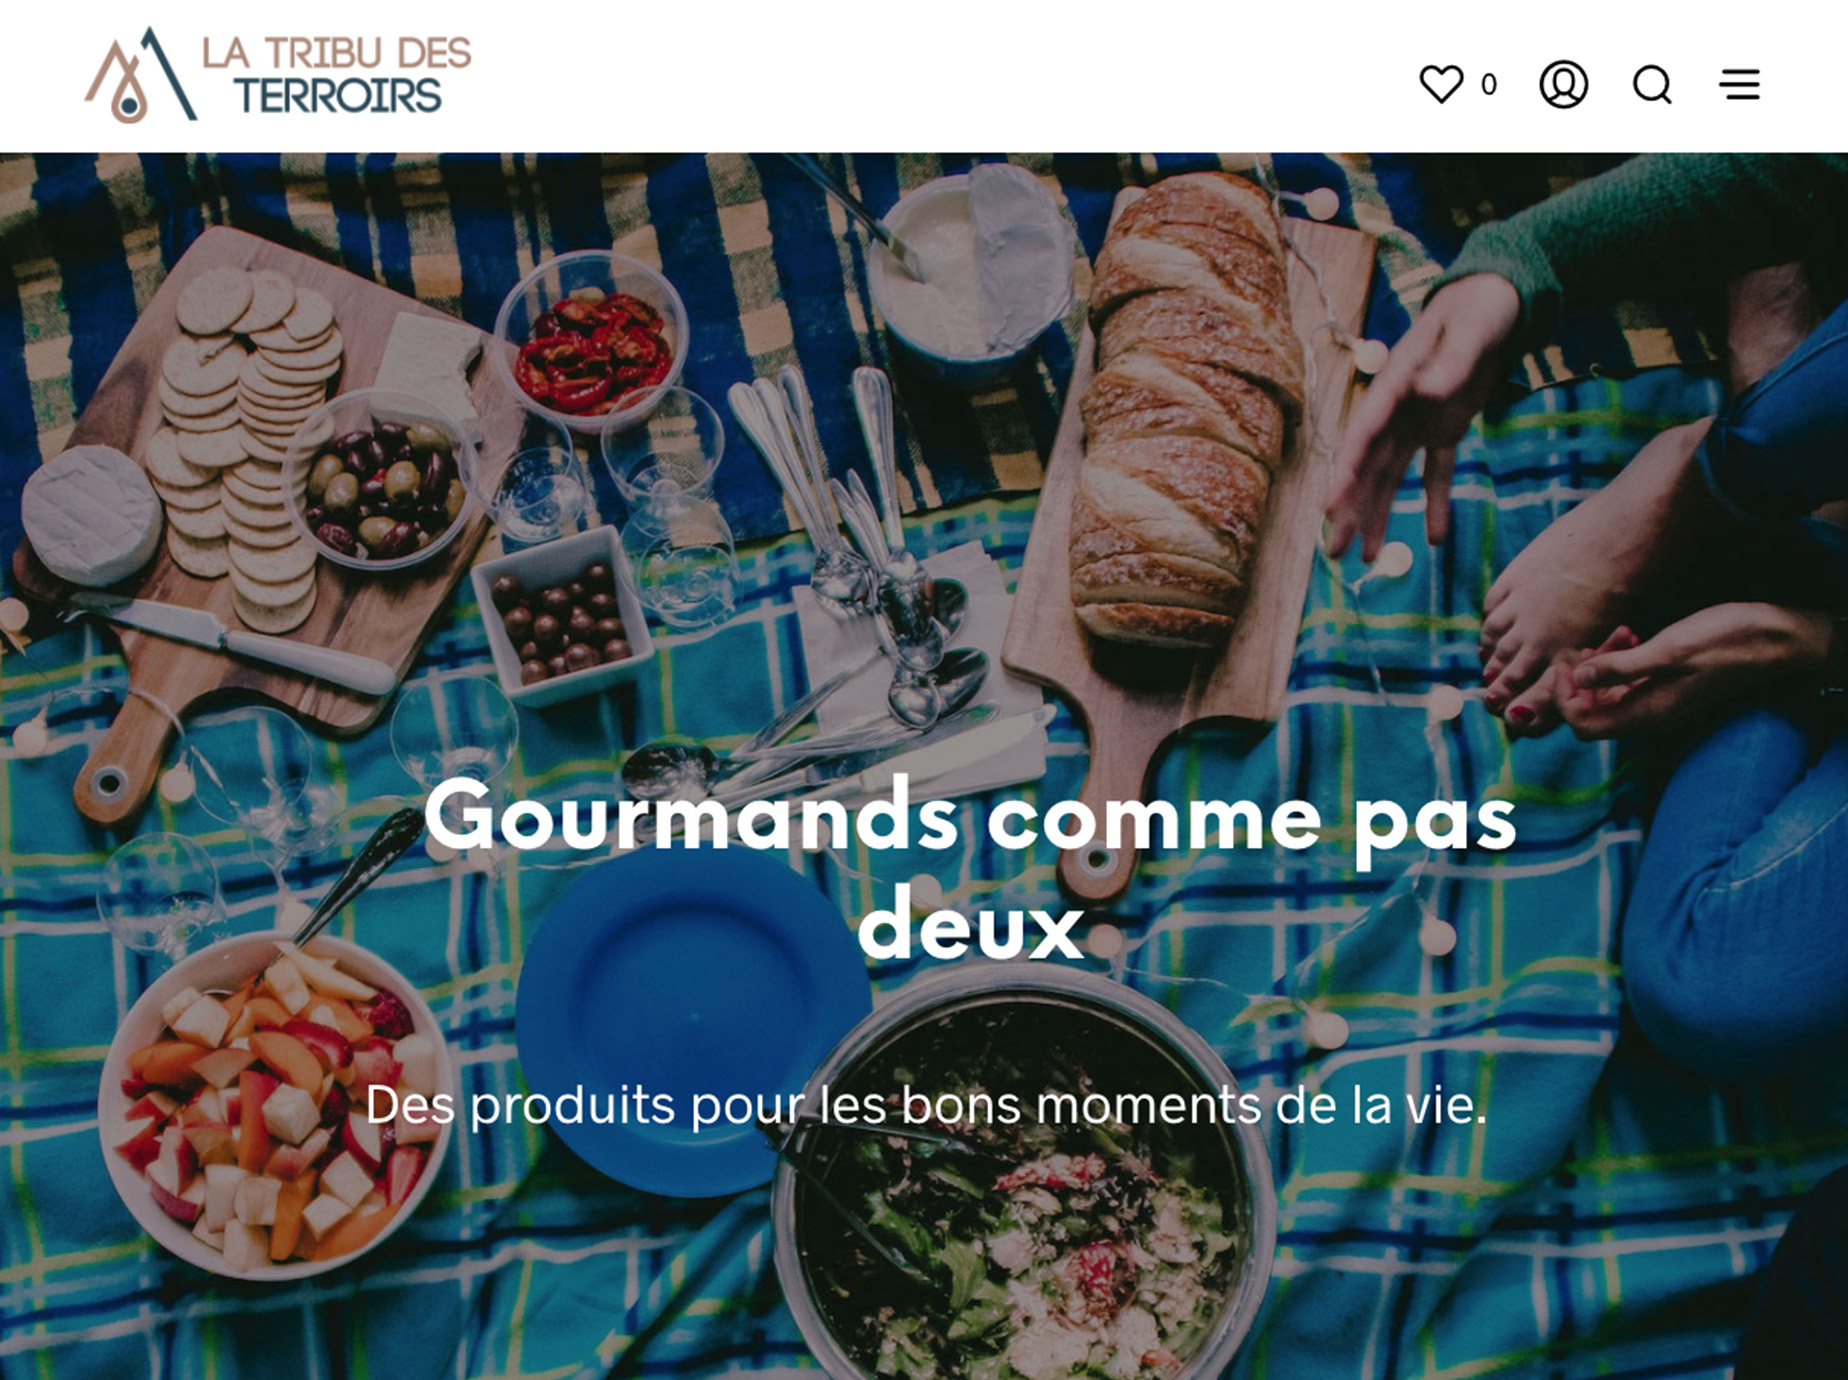 LA TRIBU DES
TERROIRS
0
Gourmands comme pas
deux
Des produits pour les bons moments de la vie.